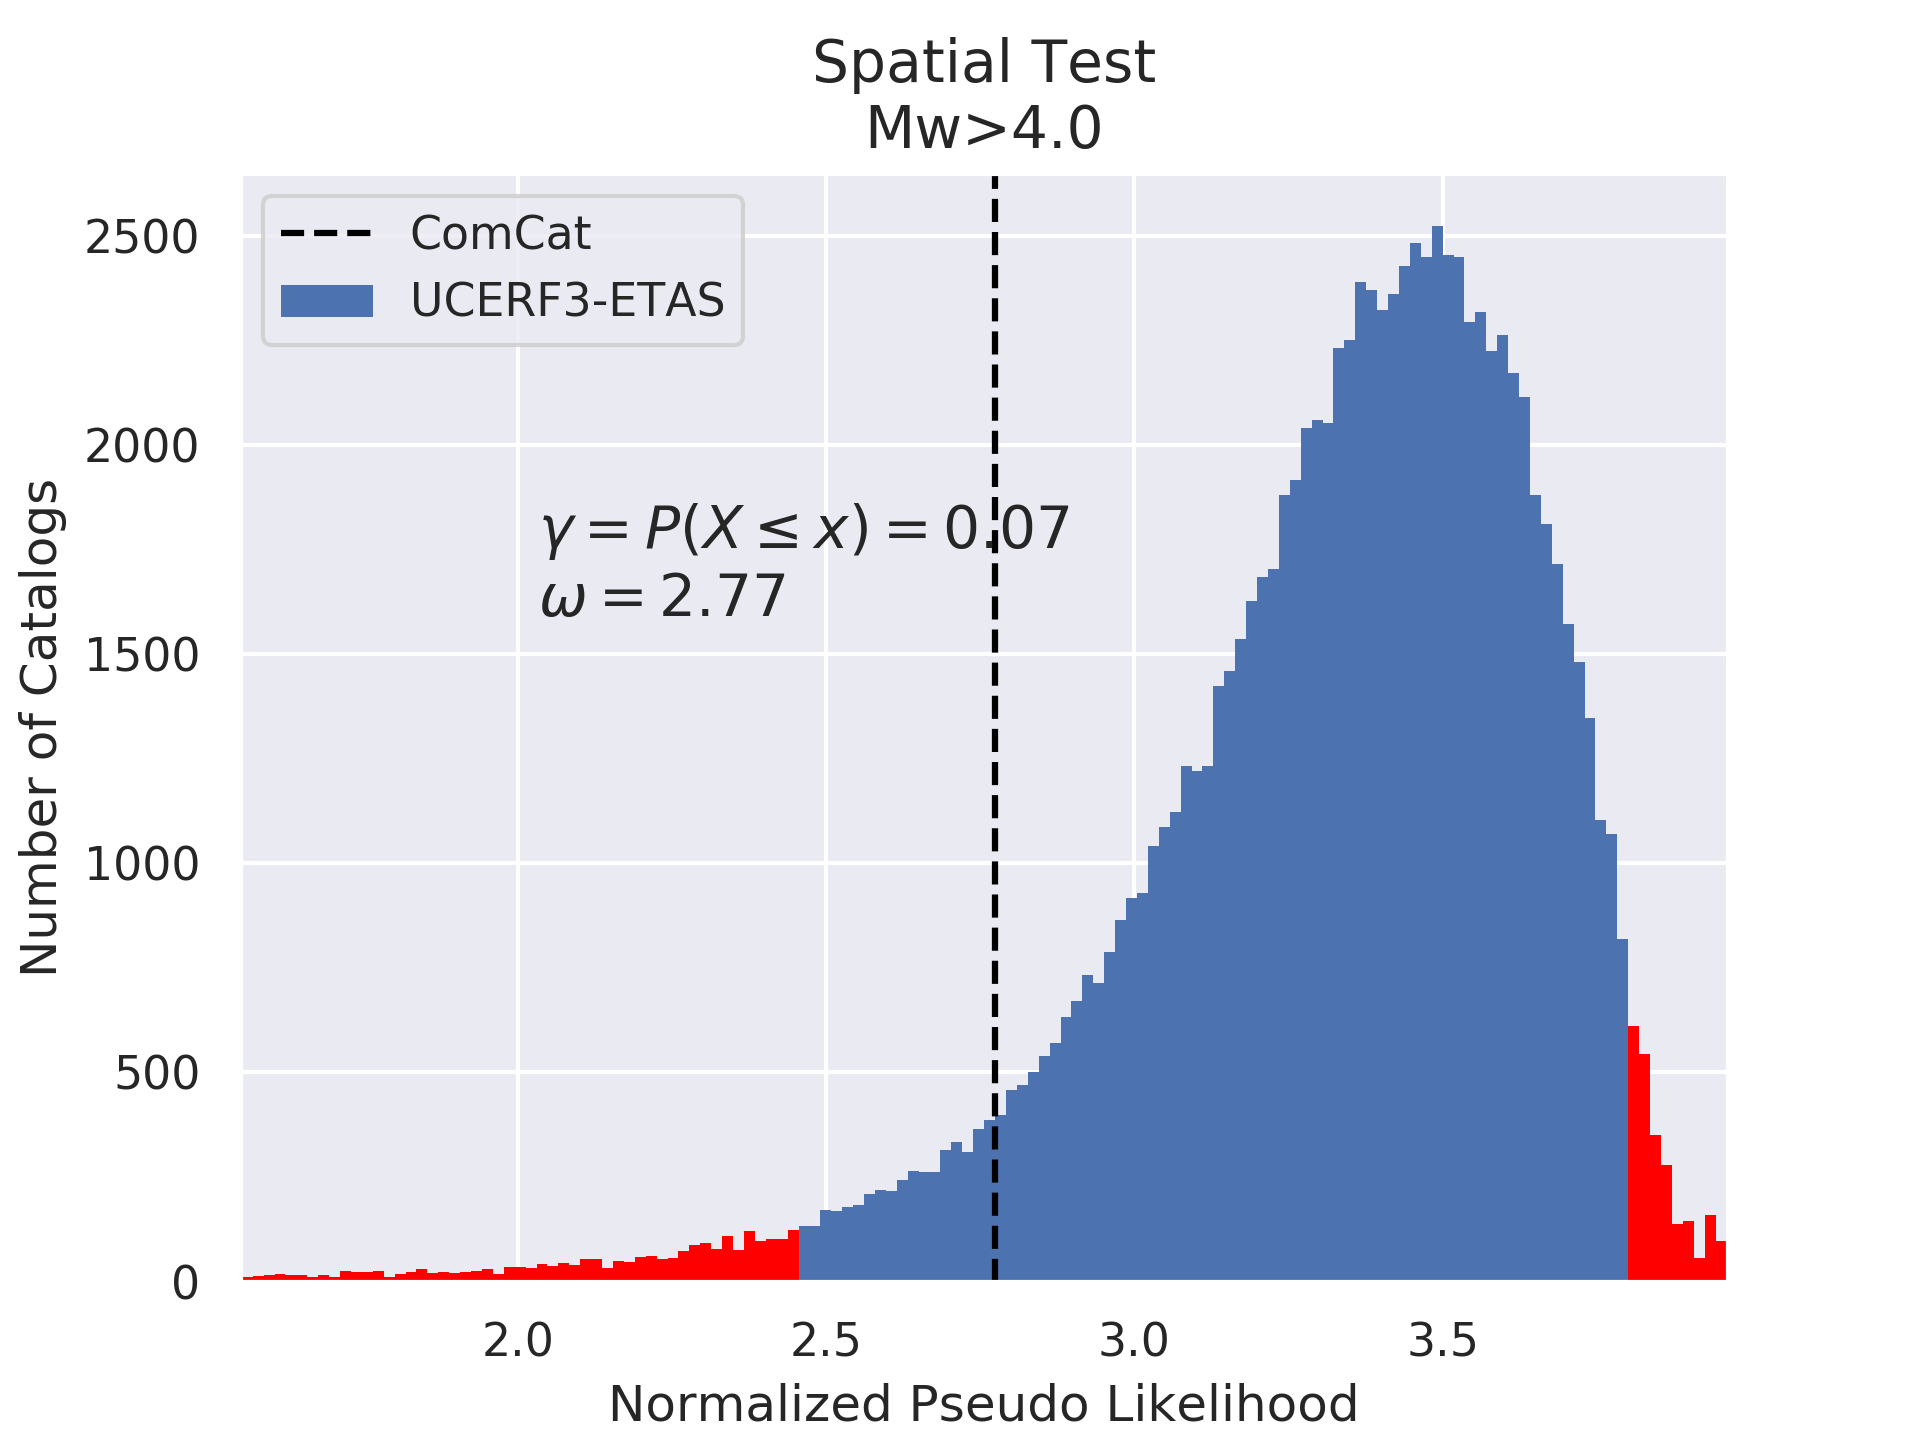 Spatial Test
Mw>4.0
ComCat
UCERF3-ETAS
γ = P(X ≤ x) = 0.07
ω = 2.77
Number of Catalogs
2500
2000
1500
1000
500
0
2.0 2.5 3.0 3.5
Normalized Pseudo Likelihood